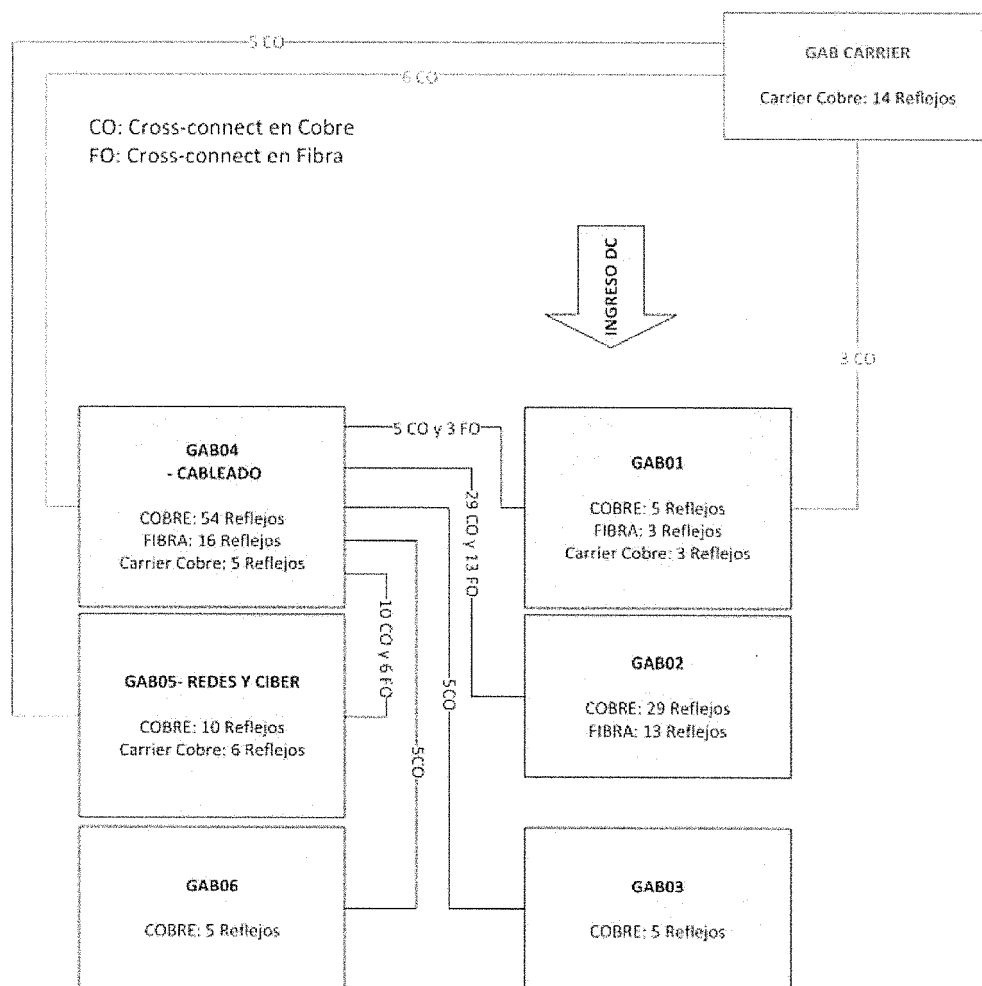 5 CO
GAB CARRIER
Carrier Cobre: 14 Reflejos
6 CO
CO: Cross-connect en Cobre
FO: Cross-connect en Fibra
INGRESO DC
3 CO
GAB04
- CABLEADO
COBRE: 54 Reflejos
FIBRA: 16 Reflejos
Carrier Cobre: 5 Reflejos
5 CO y 3 FO
GAB01
COBRE: 5 Reflejos
FIBRA: 3 Reflejos
Carrier Cobre: 3 Reflejos
29 CO y 13 FO
10 CO y 6 FO
GAB05- REDES Y CIBER
COBRE: 10 Reflejos
Carrier Cobre: 6 Reflejos
GAB02
COBRE: 29 Reflejos
FIBRA: 13 Reflejos
5CO
5CO
GAB06
COBRE: 5 Reflejos
GAB03
COBRE: 5 Reflejos